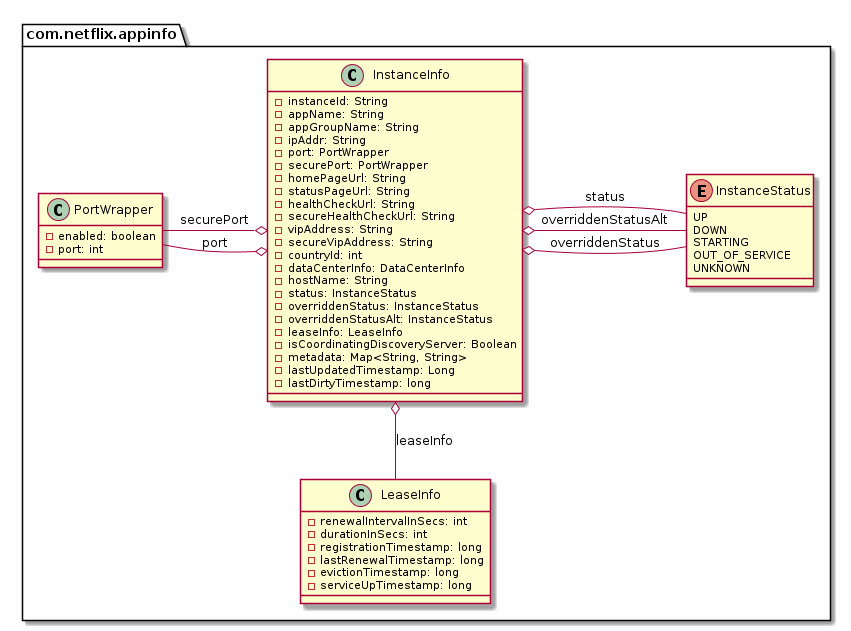 com.netflix.appinfo
C InstanceInfo
instanceId: String
appName: String
appGroupName: String
ipAddr: String
port: PortWrapper
securePort: PortWrapper
homePageUrl: String
statusPageUrl: String
healthCheckUrl: String
secureHealthCheckUrl: String
vipAddress: String
secureVipAddress: String
countryId: int
dataCenterInfo: DataCenterInfo
hostName: String
status: InstanceStatus
overriddenStatus: InstanceStatus
overriddenStatusAlt: InstanceStatus
leaseInfo: LeaseInfo
isCoordinatingDiscoveryServer: Boolean
metadata: Map<String, String>
lastUpdatedTimestamp: Long
lastDirtyTimestamp: long
C PortWrapper
enabled: boolean
port: int
securePort
port
status
overriddenStatusAlt
overriddenStatus
E InstanceStatus
UP
DOWN
STARTING
OUT_OF_SERVICE
UNKNOWN
leaseInfo
C LeaseInfo
renewalIntervalInSecs: int
durationInSecs: int
registrationTimestamp: long
lastRenewalTimestamp: long
evictionTimestamp: long
serviceUpTimestamp: long